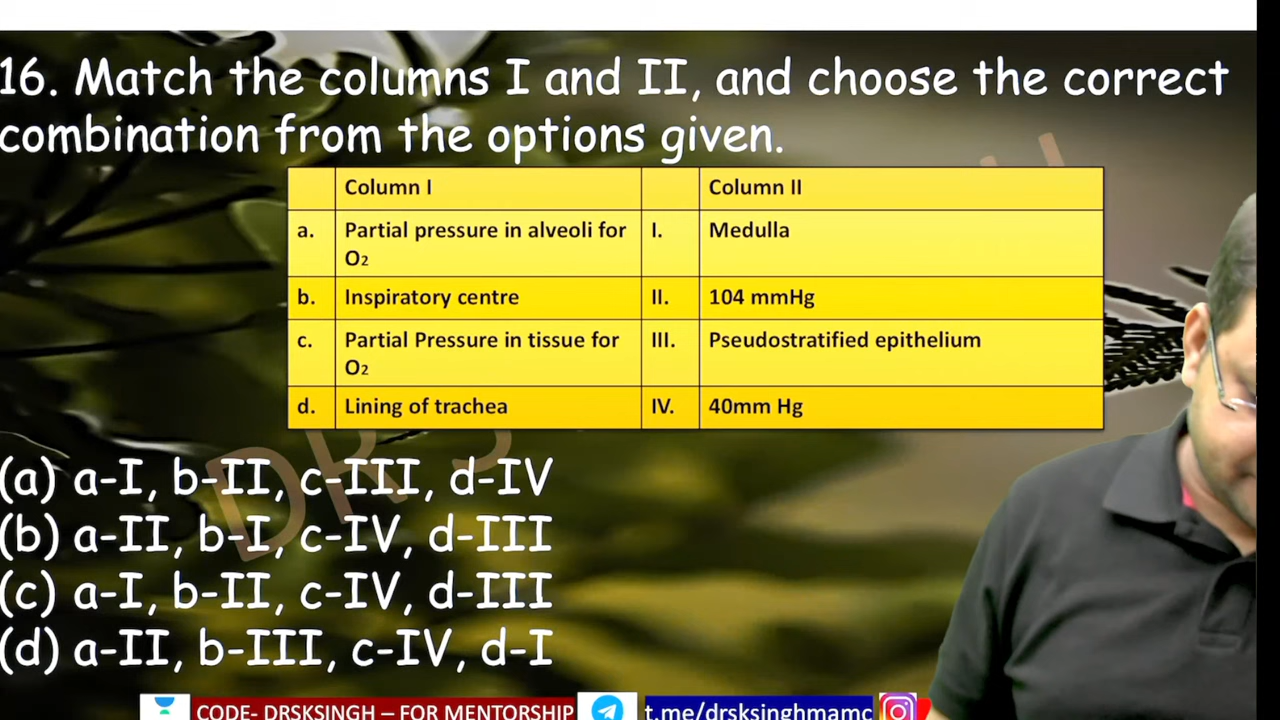 16. Match the columns I and II, and choose the correct
combination from the options given.
Column I Column II
a. Partial pressure in alveoli for O2 I. Medulla
b. Inspiratory centre II. 104 mmHg
c. Partial Pressure in tissue for O2 III. Pseudostratified epithelium
d. Lining of trachea IV. 40mm Hg
(a) a-I, b-II, c-III, d-IV
(b) a-II, b-I, c-IV, d-III
(c) a-I, b-II, c-IV, d-III
(d) a-II, b-III, c-IV, d-I
CODE- DRSKSINGH – FOR MENTORSHIP t.me/drsksinghmamc